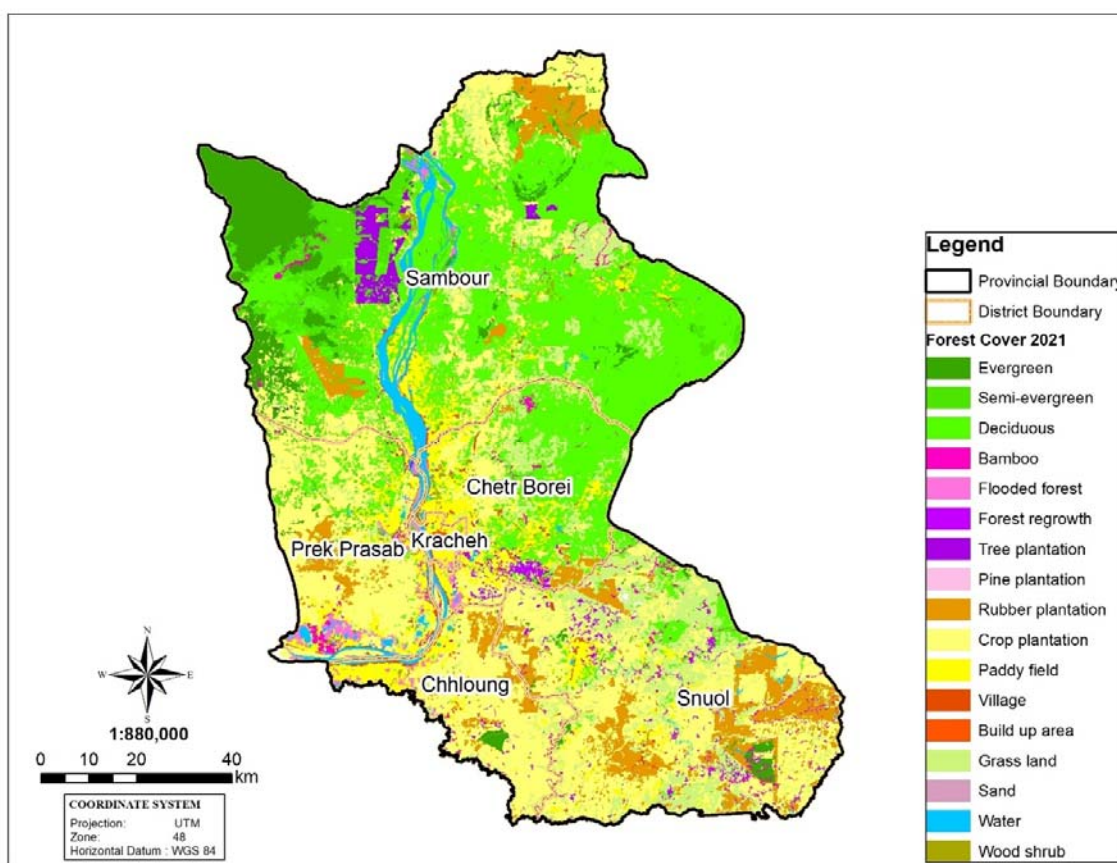 Sambour
Chetr Borei
Kracheh
Prek Prasab
Chhloung
Snuol
N
W E
S
1:880,000
0 10 20 40
km
COORDINATE SYSTEM
Projection: UTM
Zone: 48
Horizontal Datum : WGS 84
Legend
Provincial Boundary
District Boundary
Forest Cover 2021
Evergreen
Semi-evergreen
Deciduous
Bamboo
Flooded forest
Forest regrowth
Tree plantation
Pine plantation
Rubber plantation
Crop plantation
Paddy field
Village
Build up area
Grass land
Sand
Water
Wood shrub